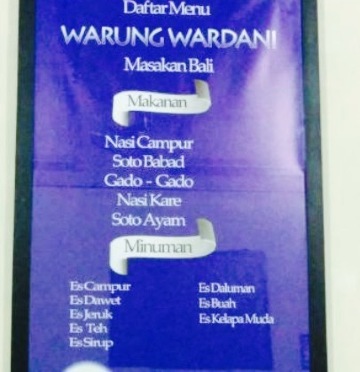 Daftar Menu
WARUNG WARDANI
Masakan Bali
Makanan
Nasi Campur
Soto Babad
Gado - Gado
Nasi Kare
Soto Ayam
Minuman
Es Campur
Es Dawet
Es Jeruk
Es Teh
Es Sirup
Es Daluman
Es Buah
Es Kelapa Muda